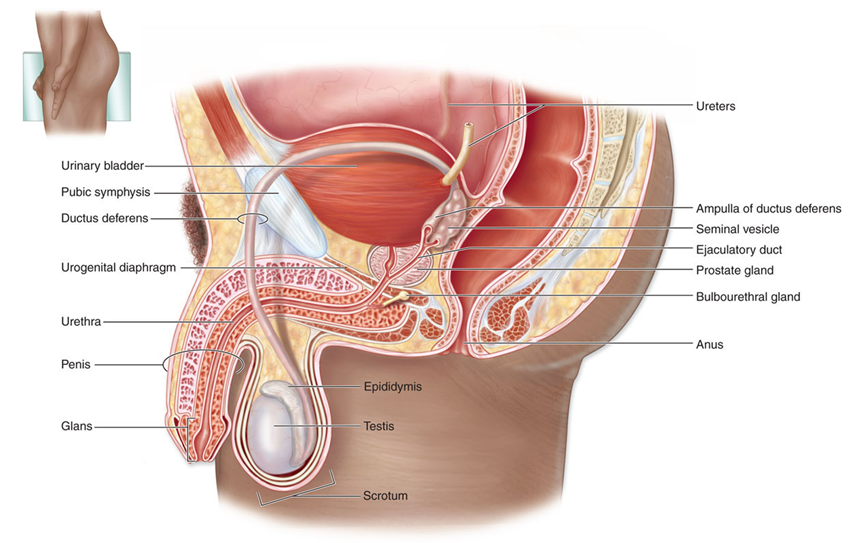 Urinary bladder
Pubic symphysis
Ductus deferens
Urogenital diaphragm
Urethra
Penis
Glans
Ureters
Ampulla of ductus deferens
Seminal vesicle
Ejaculatory duct
Prostate gland
Bulbourethral gland
Anus
Epididymis
Testis
Scrotum